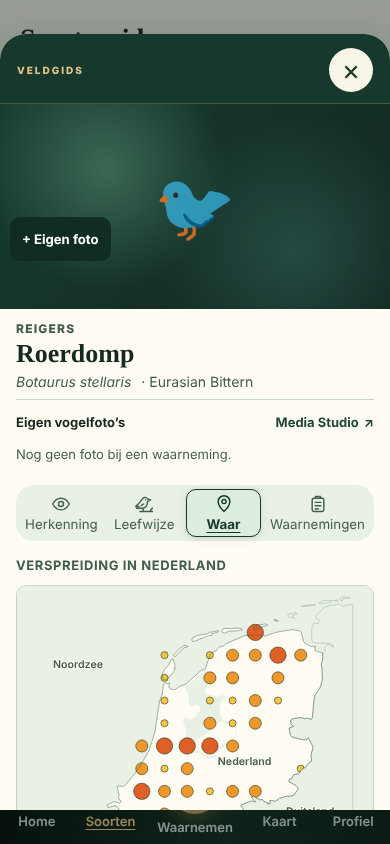 VELDGIDS
+ Eigen foto
REIGERS
Roerdomp
Botaurus stellaris · Eurasian Bittern
Eigen vogelfoto’s
Media Studio ↗
Nog geen foto bij een waarneming.
Herkenning Leefwijze Waar Waarnemingen
VERSPREIDING IN NEDERLAND
Noordzee
Nederland
Home Soorten Waarnemen Kaart Profiel